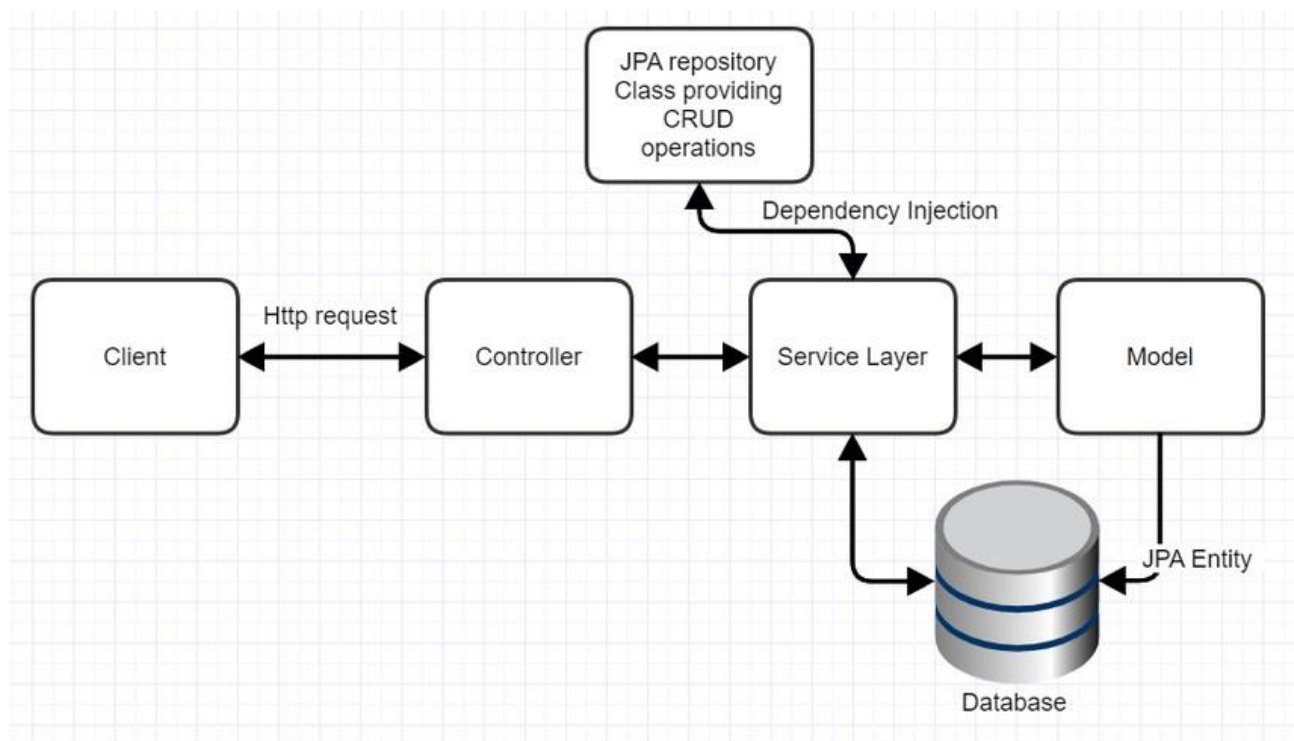 JPA repository
Class providing
CRUD
operations
Dependency Injection
Http request
Client
Controller
Service Layer
Model
JPA Entity
Database